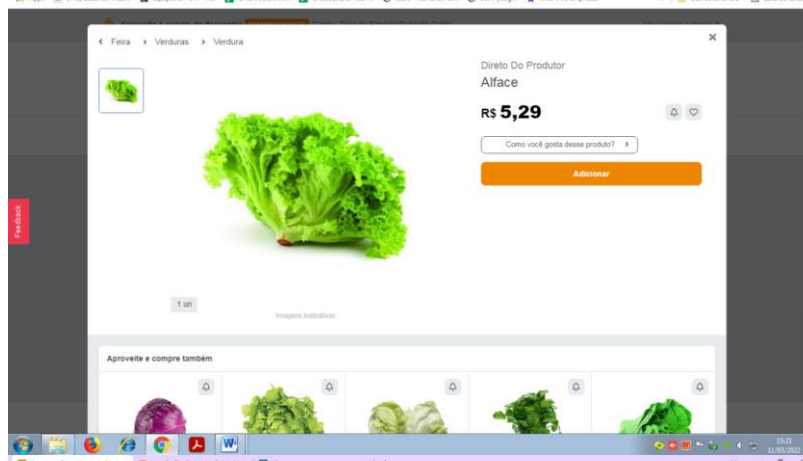 Feira > Verduras > Verdura
Direto Do Produtor
Alface
R$ 5,29
Como você gosta desse produto?
Adicionar
Feedback
1 un
Imagens ilustrativas
Aproveite e compre também
15:21
11/03/2022